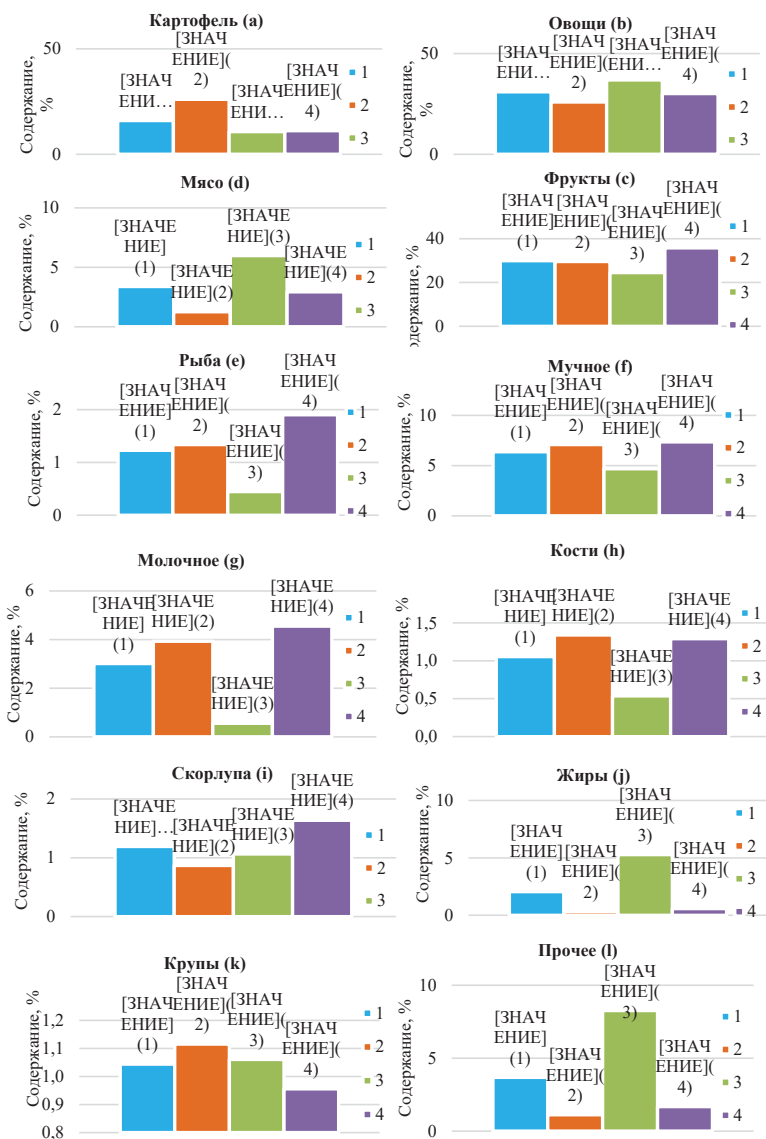 Картофель (a)
Содержание, %
50
0
[ЗНАЧ
ЕНИ…
[ЗНАЧ
ЕНИЕ](
2)
[ЗНАЧ
ЕНИ…
[ЗНАЧ
ЕНИЕ](
4)
1
2
3
Овощи (b)
Содержание, %
50
0
[ЗНАЧ
ЕНИ…
[ЗНАЧ
ЕНИЕ](
2)
[ЗНАЧ
ЕНИ…
[ЗНАЧ
ЕНИЕ](
4)
1
2
3
Мясо (d)
Содержание, %
10
5
0
[ЗНАЧЕ
НИЕ]
(1)
[ЗНАЧЕ
НИЕ](2)
[ЗНАЧЕ
НИЕ](3)
[ЗНАЧЕ
НИЕ](4)
1
2
3
Фрукты (c)
одержание, %
40
20
0
[ЗНАЧ
ЕНИЕ]
(1)
[ЗНАЧ
ЕНИЕ](
2)
[ЗНАЧ
ЕНИЕ](
3)
[ЗНАЧ
ЕНИЕ](
4)
1
2
3
4
Рыба (e)
Содержание, %
2
1
0
[ЗНАЧ
ЕНИЕ]
(1)
[ЗНАЧ
ЕНИЕ](
2)
[ЗНАЧ
ЕНИЕ](
3)
[ЗНАЧ
ЕНИЕ](
4)
1
2
3
4
Мучное (f)
Содержание, %
10
5
0
[ЗНАЧ
ЕНИЕ]
(1)
[ЗНАЧ
ЕНИЕ](
2)
[ЗНАЧ
ЕНИЕ](
3)
[ЗНАЧ
ЕНИЕ](
4)
1
2
3
4
Молочное (g)
Содержание, %
6
4
2
0
[ЗНАЧЕ
НИЕ]
(1)
[ЗНАЧЕ
НИЕ](2)
[ЗНАЧЕ
НИЕ](3)
[ЗНАЧЕ
НИЕ](4)
1
2
3
4
Кости (h)
Содержание, %
1,5
1,0
0,5
0,0
[ЗНАЧЕ
НИЕ]
(1)
[ЗНАЧЕ
НИЕ](2)
[ЗНАЧЕ
НИЕ](3)
[ЗНАЧЕ
НИЕ](4)
1
2
3
4
Скорлупа (i)
Содержание, %
2
1
0
[ЗНАЧЕ
НИЕ]…
[ЗНАЧЕ
НИЕ](2)
[ЗНАЧЕ
НИЕ](3)
[ЗНАЧЕ
НИЕ](4)
1
2
3
Жиры (j)
Содержание, %
10
5
0
[ЗНАЧ
ЕНИЕ]
(1)
[ЗНАЧ
ЕНИЕ](
2)
[ЗНАЧ
ЕНИЕ](
3)
[ЗНАЧ
ЕНИЕ](
4)
1
2
3
4
Крупы (k)
Содержание, %
1,2
1,1
1,0
0,9
0,8
[ЗНАЧ
ЕНИЕ]
(1)
[ЗНАЧ
ЕНИЕ](
2)
[ЗНАЧ
ЕНИЕ](
3)
[ЗНАЧ
ЕНИЕ](
4)
1
2
3
4
Прочее (l)
Содержание, %
10
5
0
[ЗНАЧ
ЕНИЕ]
(1)
[ЗНАЧ
ЕНИЕ](
2)
[ЗНАЧ
ЕНИЕ](
3)
[ЗНАЧ
ЕНИЕ](
4)
1
2
3
4